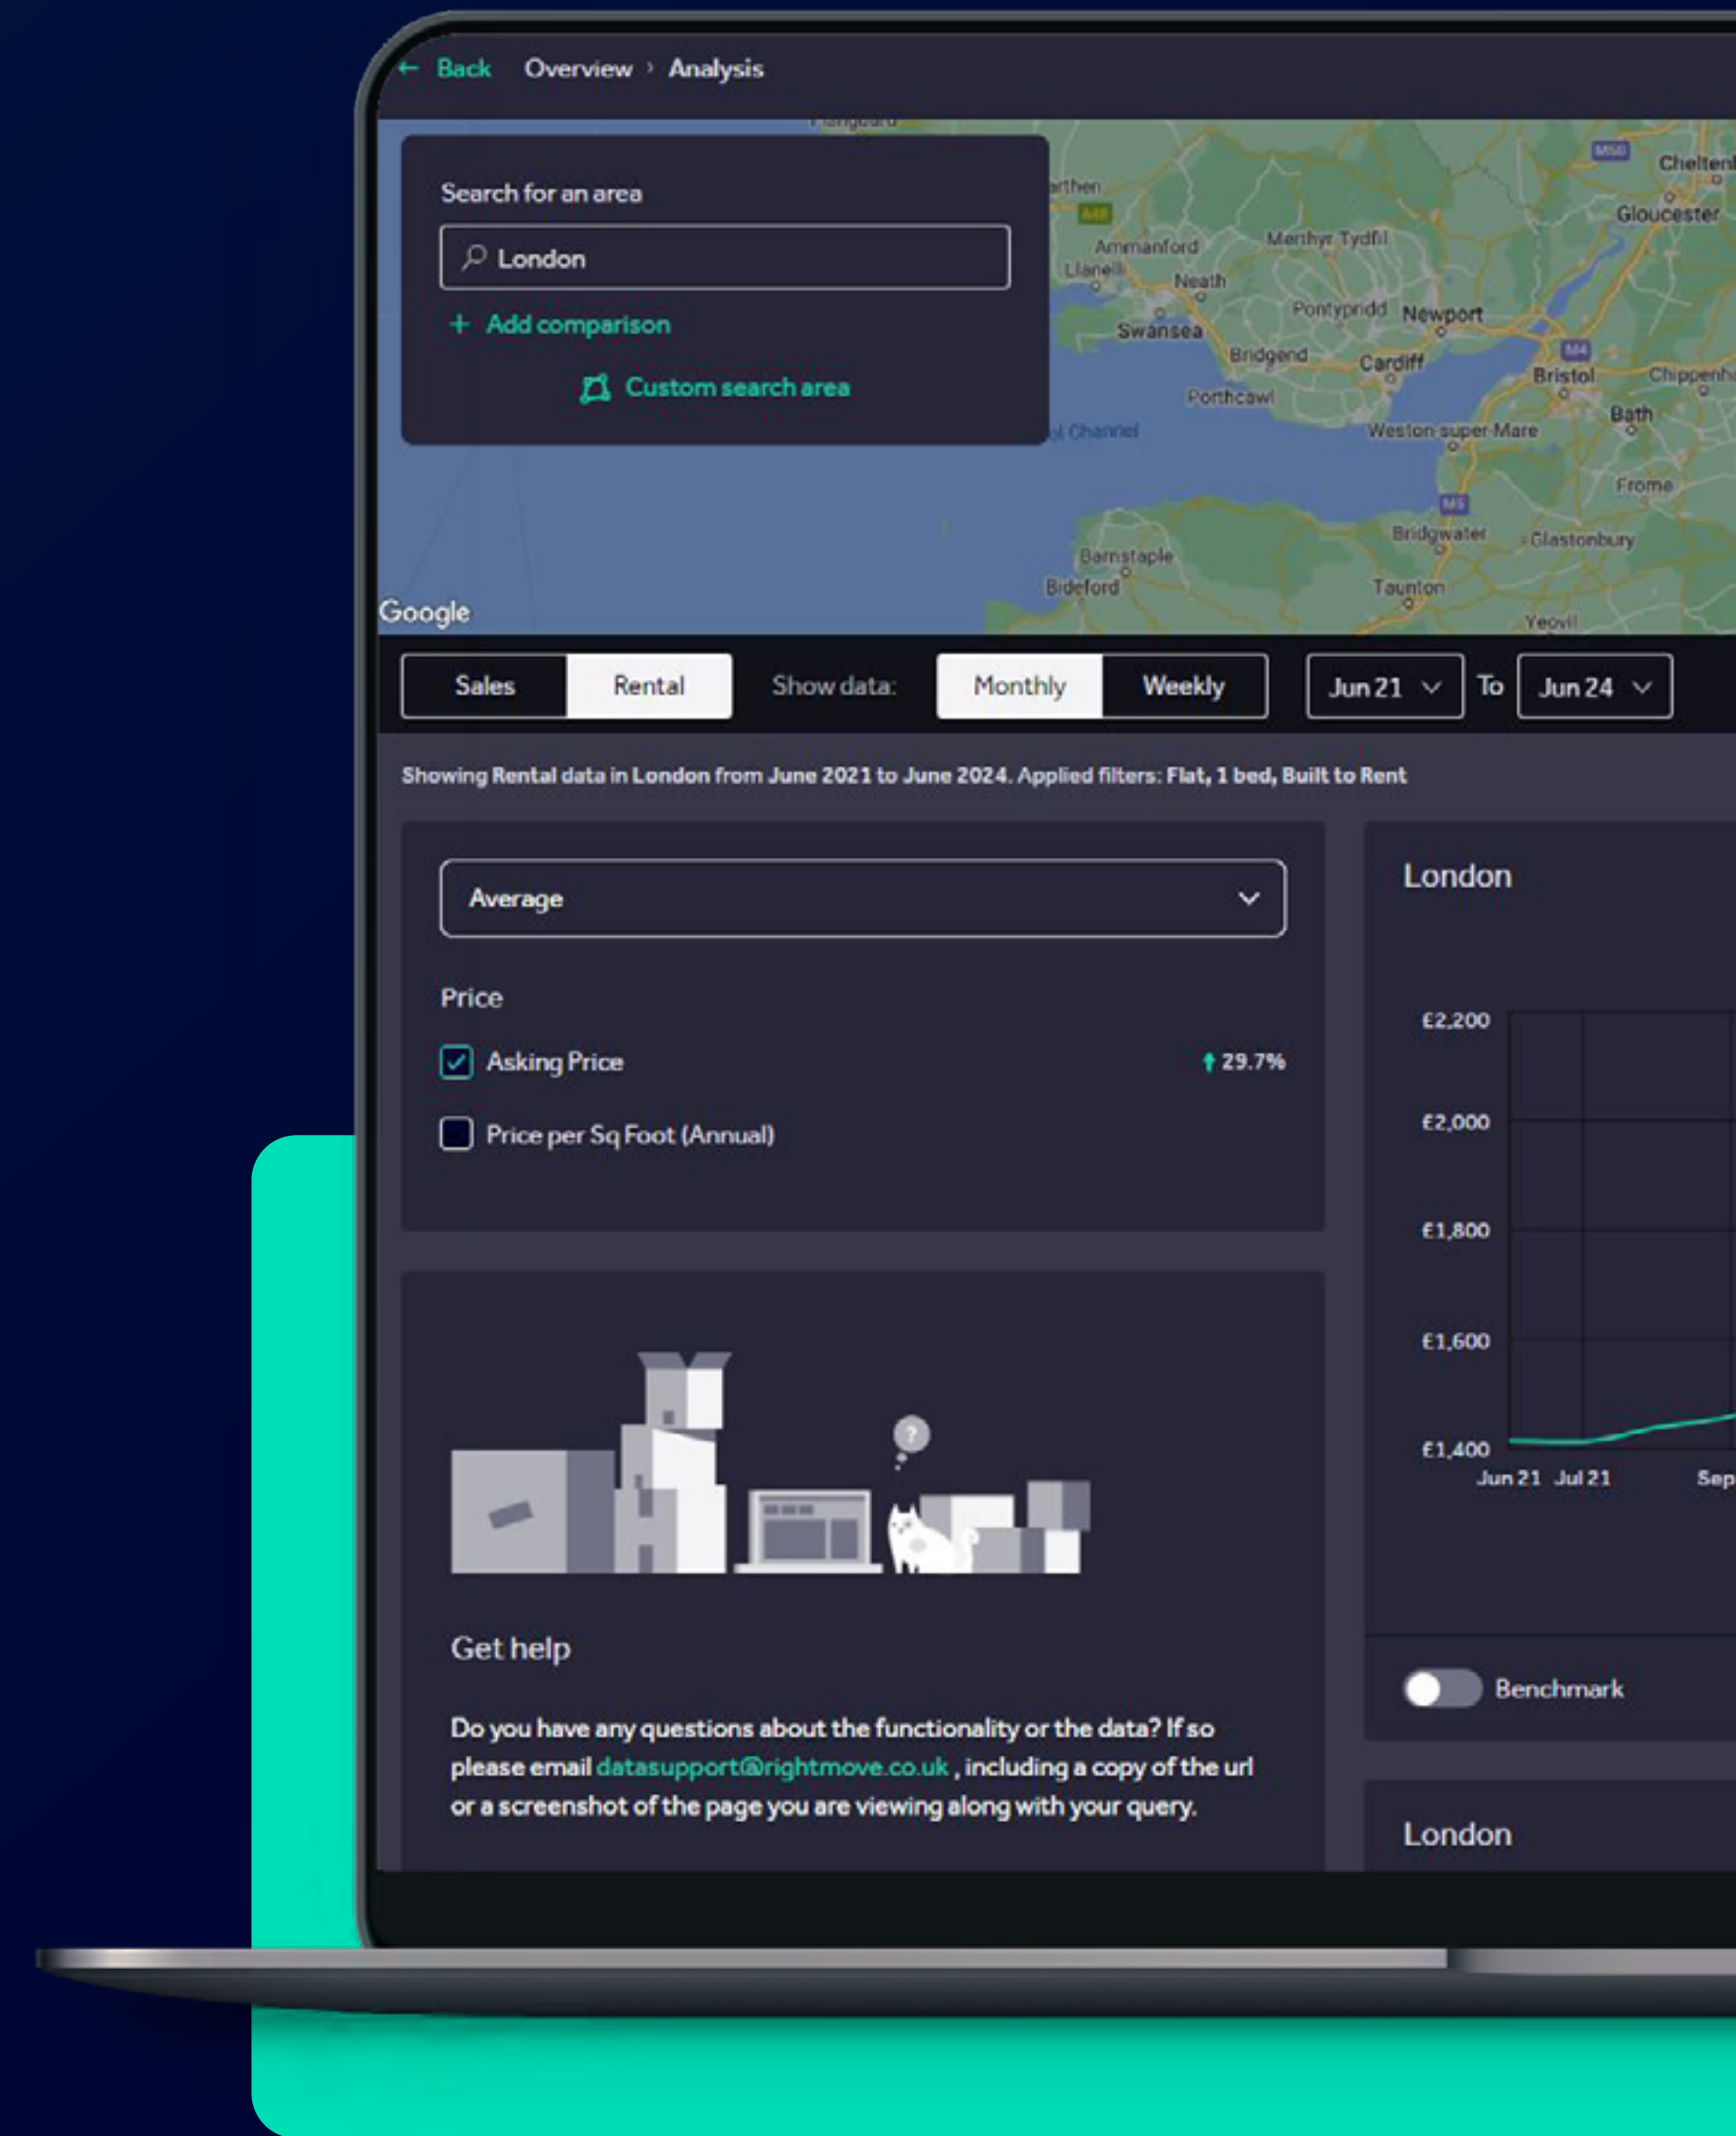 ← Back Overview › Analysis
Search for an area
London
+ Add comparison
Custom search area
M50
Gloucester
A48
Ammanford
Merthyr Tydfil
Llanelli
Neath
Pontypridd
Newport
Swansea
M4
Bridgend
Cardiff
Bristol
Porthcawl
Bath
Weston-super-Mare
Channel
Frome
M5
Bridgwater
Glastonbury
Barnstaple
Bideford
Taunton
Yeovil
Google
Sales Rental Show data: Monthly Weekly Jun 21 To Jun 24
Showing Rental data in London from June 2021 to June 2024. Applied filters: Flat, 1 bed, Built to Rent
Average
Price
Asking Price 29.7%
Price per Sq Foot (Annual)
London
£2,200
£2,000
£1,800
£1,600
£1,400
Jun 21 Jul 21 Sep
Benchmark
London
?
Get help
Do you have any questions about the functionality or the data? If so
please email datasupport@rightmove.co.uk , including a copy of the url
or a screenshot of the page you are viewing along with your query.